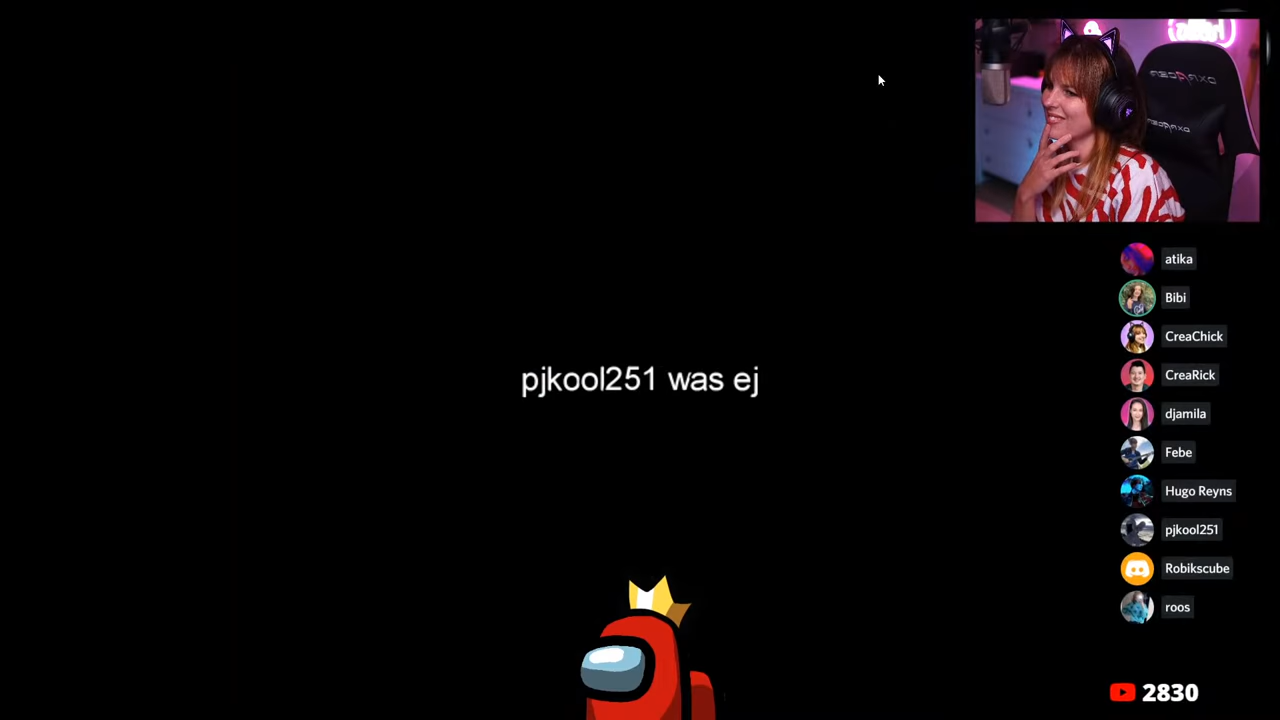 pjkool251 was ej
atika
Bibi
CreaChick
CreaRick
djamila
Febe
Hugo Reyns
pjkool251
Robikscube
roos
2830